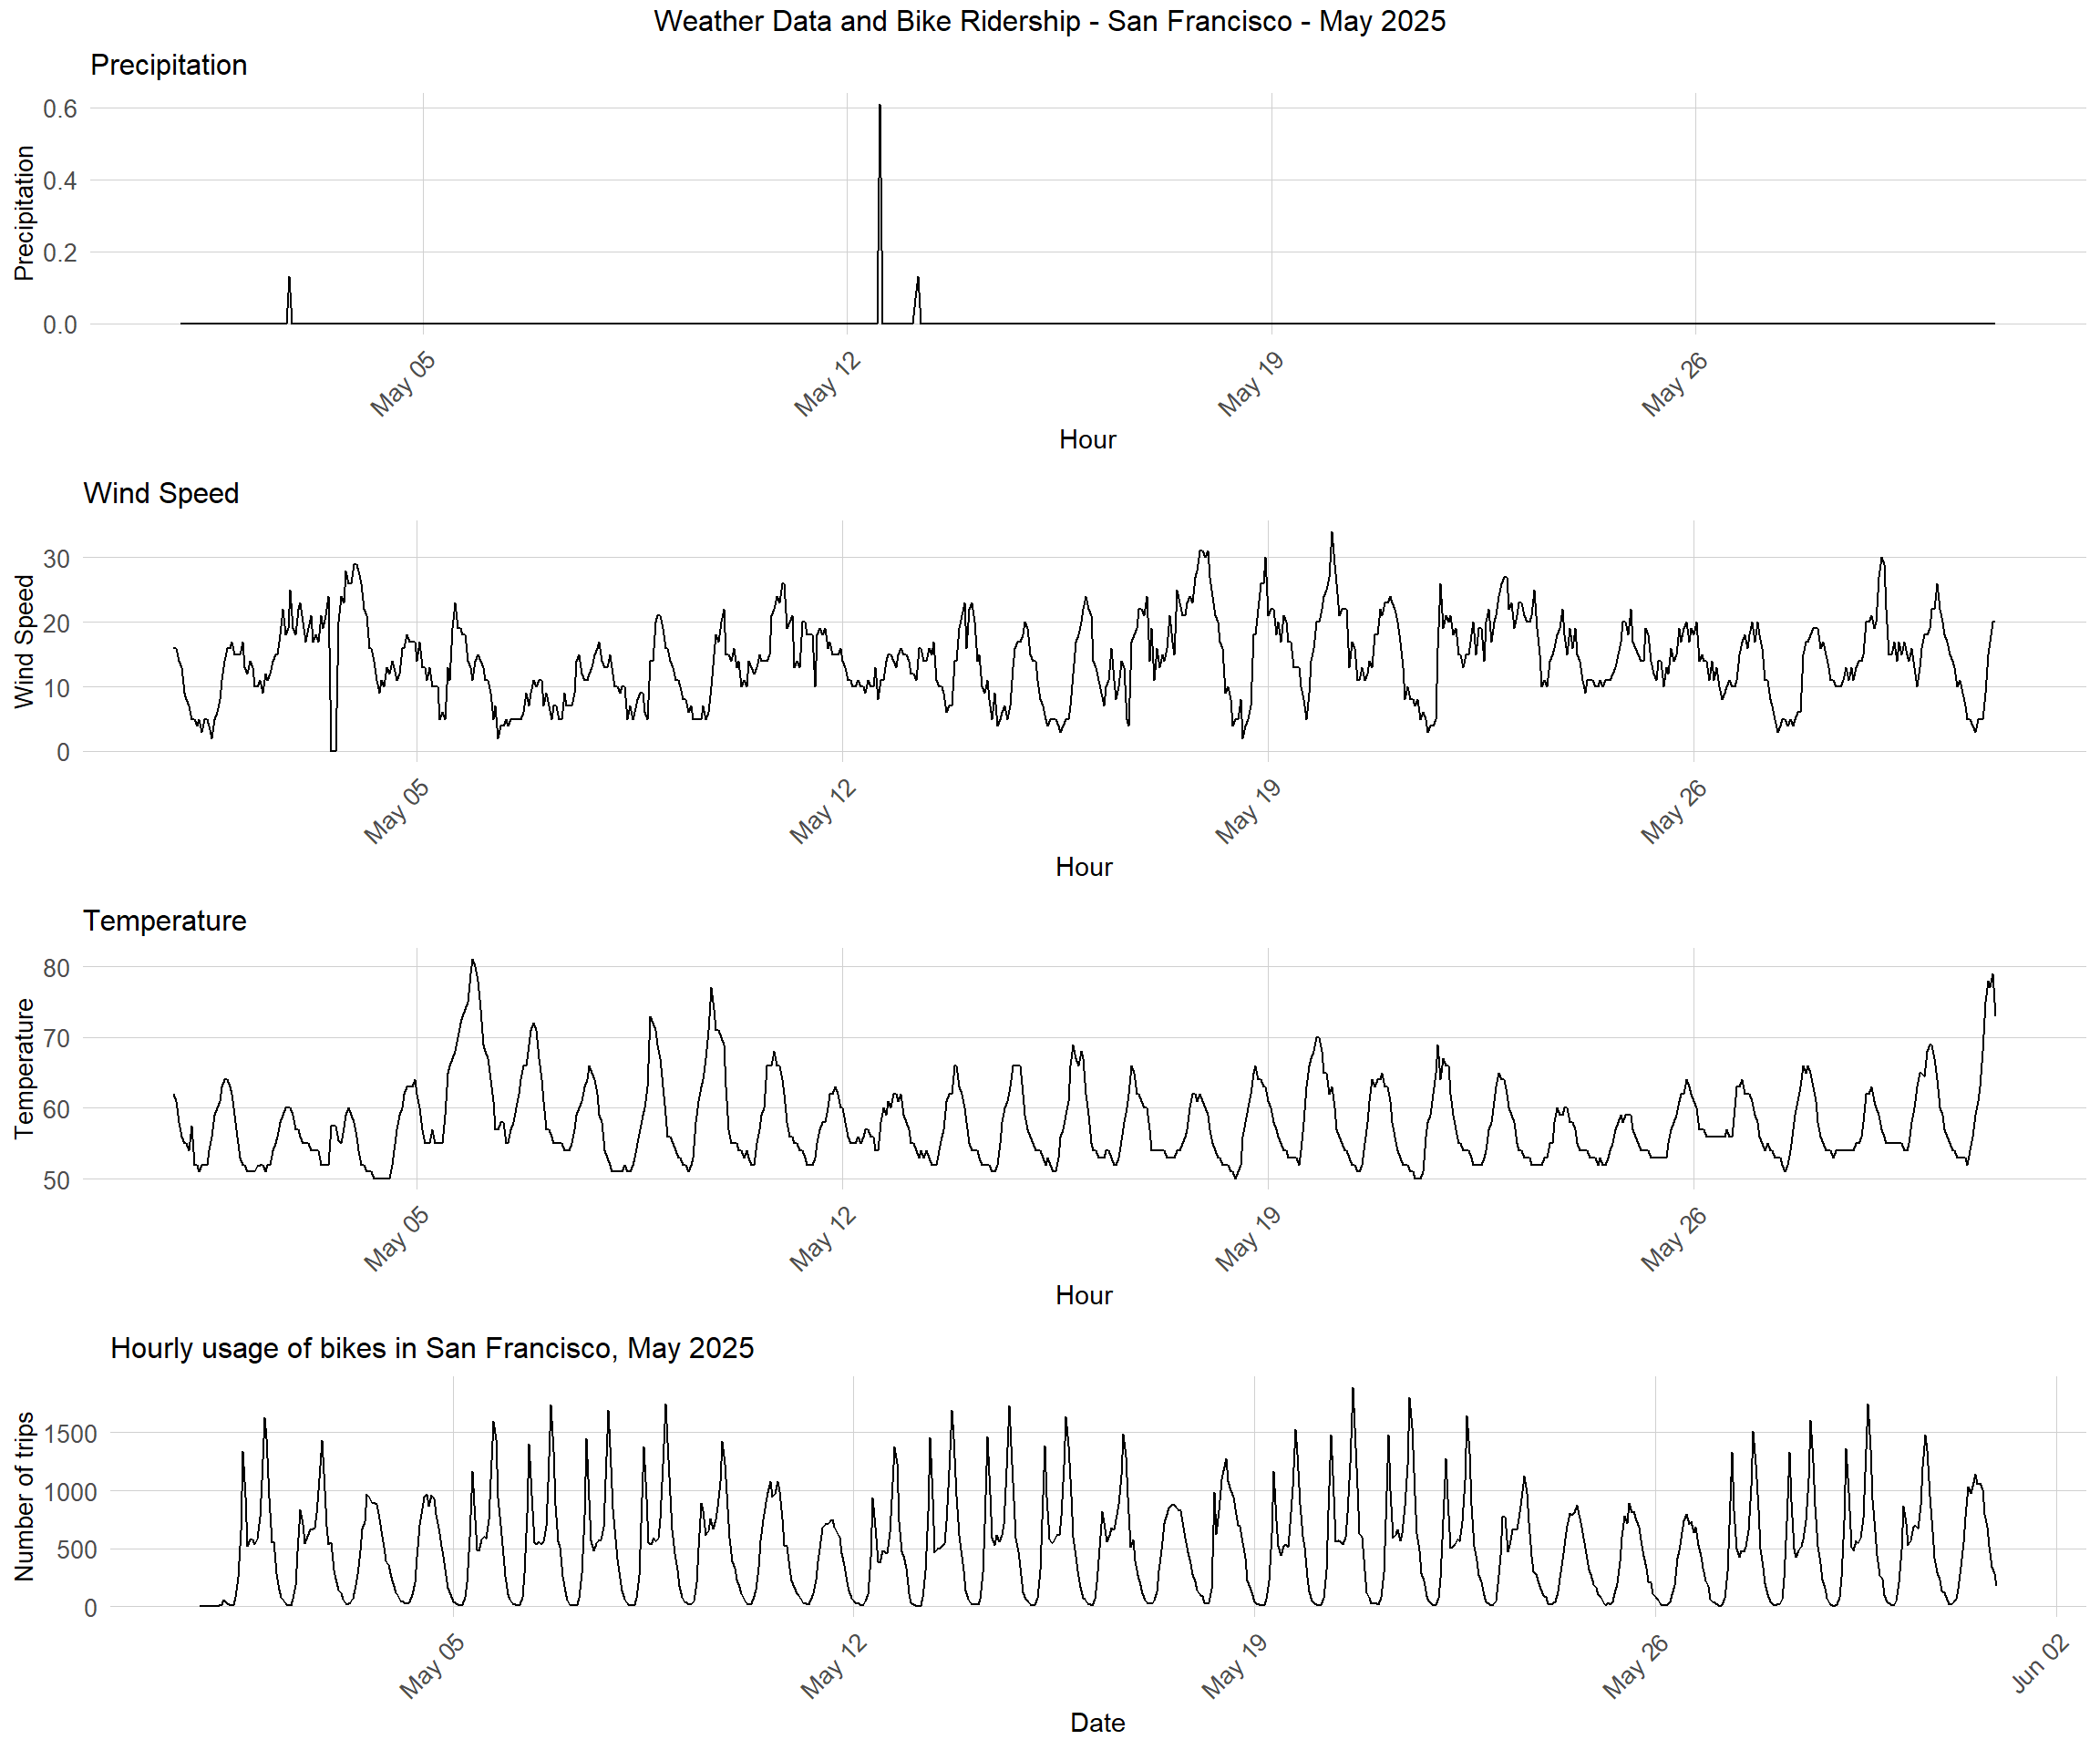 Weather Data and Bike Ridership - San Francisco - May 2025
Precipitation
Precipitation
0.6
0.4
0.2
0.0
May 05
May 12
May 19
May 26
Hour
Wind Speed
Wind Speed
30
20
10
0
May 05
May 12
May 19
May 26
Hour
Temperature
Temperature
80
70
60
50
May 05
May 12
May 19
May 26
Hour
Hourly usage of bikes in San Francisco, May 2025
Number of trips
1500
1000
500
0
May 05
May 12
May 19
May 26
Jun 02
Date